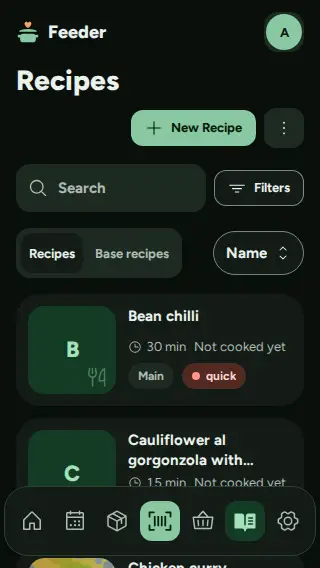 Feeder
A
Recipes
New Recipe
Search
Filters
Recipes
Base recipes
Name
B
Bean chilli
30 min Not cooked yet
Main
quick
C
Cauliflower al
gorgonzola with...
15 min Not cooked yet
Chicken curry